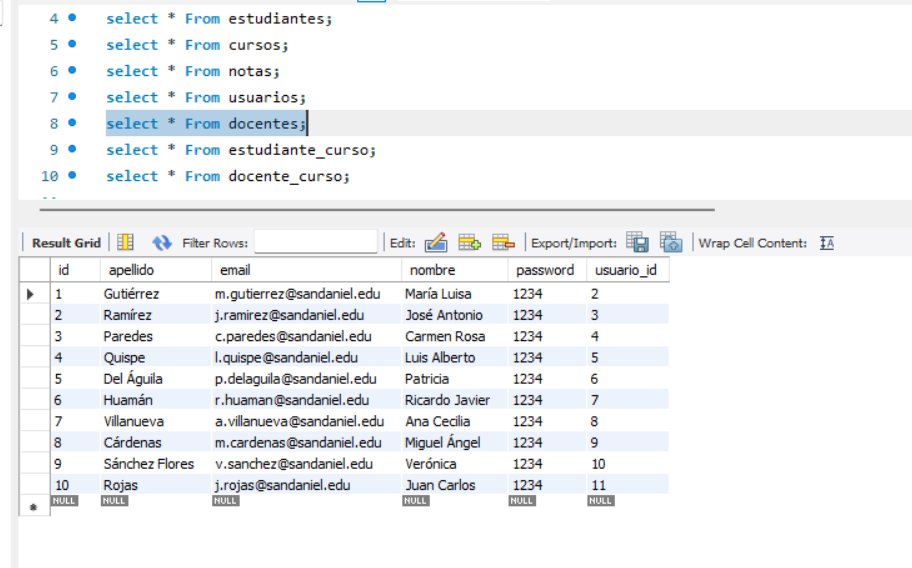 4 select * From estudiantes;
5 select * From cursos;
6 select * From notas;
7 select * From usuarios;
8 select * From docentes;
9 select * From estudiante_curso;
10 select * From docente_curso;
Result Grid Filter Rows: Edit: Export/Import: Wrap Cell Content: IA
id apellido email nombre password usuario_id
1 Gutiérrez m.gutierrez@sandaniel.edu María Luisa 1234 2
2 Ramírez j.ramirez@sandaniel.edu José Antonio 1234 3
3 Paredes c.paredes@sandaniel.edu Carmen Rosa 1234 4
4 Quispe l.quispe@sandaniel.edu Luis Alberto 1234 5
5 Del Águila p.delaguila@sandaniel.edu Patricia 1234 6
6 Huamán r.huaman@sandaniel.edu Ricardo Javier 1234 7
7 Villanueva a.villanueva@sandaniel.edu Ana Cecilia 1234 8
8 Cárdenas m.cardenas@sandaniel.edu Miguel Ángel 1234 9
9 Sánchez Flores v.sanchez@sandaniel.edu Verónica 1234 10
10 Rojas j.rojas@sandaniel.edu Juan Carlos 1234 11
NULL NULL NULL NULL NULL NULL